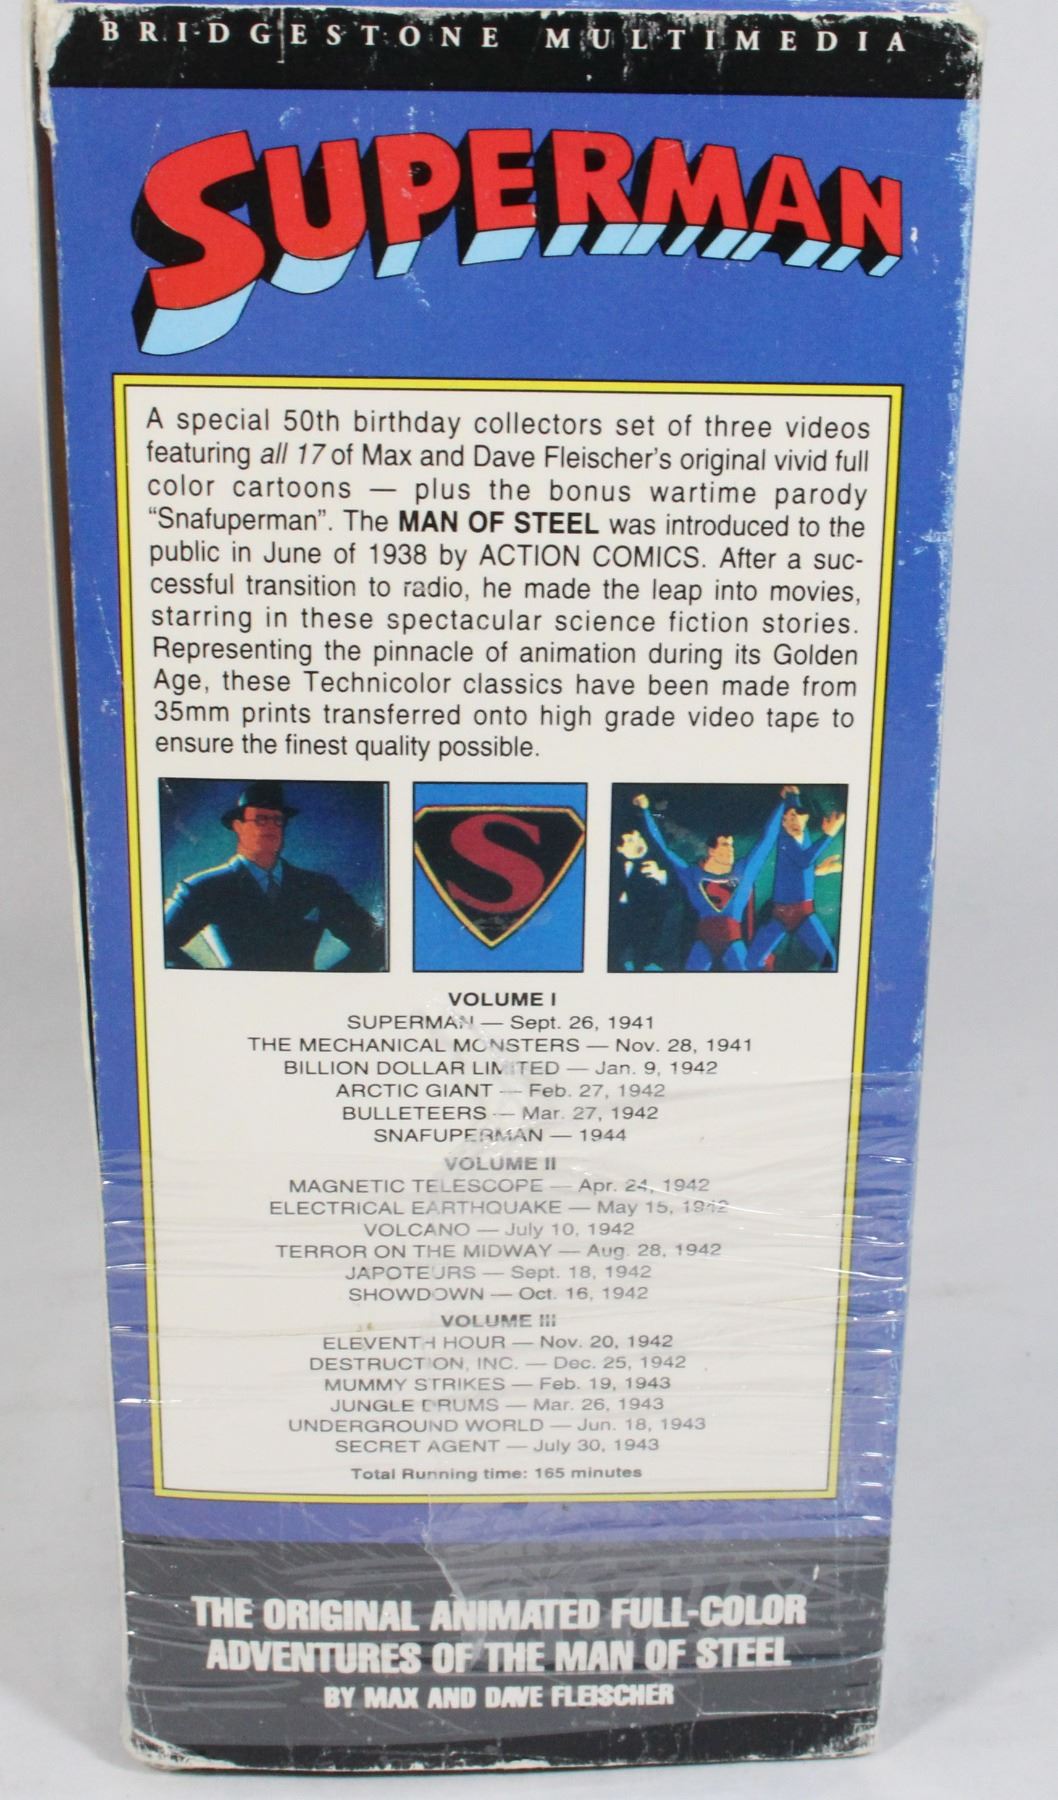 BRIDGESTONE MULTIMEDIA
SUPERMAN
A special 50th birthday collectors set of three videos
featuring all 17 of Max and Dave Fleischer's original vivid full
color cartoons — plus the bonus wartime parody
“Snafuperman”. The MAN OF STEEL was introduced to the
public in June of 1938 by ACTION COMICS. After a suc-
cessful transition to radio, he made the leap into movies,
starring in these spectacular science fiction stories.
Representing the pinnacle of animation during its Golden
Age, these Technicolor classics have been made from
35mm prints transferred onto high grade video tape to
ensure the finest quality possible.
S
VOLUME I
SUPERMAN — Sept. 26, 1941
THE MECHANICAL MONSTERS — Nov. 28, 1941
BILLION DOLLAR LIMITED — Jan. 9, 1942
ARCTIC GIANT — Feb. 27, 1942
BULLETEERS — Mar. 27, 1942
SNAFUPERMAN — 1944
VOLUME II
MAGNETIC TELESCOPE — Apr. 24, 1942
ELECTRICAL EARTHQUAKE — May 15, 1942
VOLCANO — July 10, 1942
TERROR ON THE MIDWAY — Aug. 28, 1942
JAPOTEURS — Sept. 18, 1942
SHOWDOWN — Oct. 16, 1942
VOLUME III
ELEVENTH HOUR — Nov. 20, 1942
DESTRUCTION, INC. — Dec. 25, 1942
MUMMY STRIKES — Feb. 19, 1943
JUNGLE DRUMS — Mar. 26, 1943
UNDERGROUND WORLD — Jun. 18, 1943
SECRET AGENT — July 30, 1943
Total Running time: 165 minutes
THE ORIGINAL ANIMATED FULL-COLOR
ADVENTURES OF THE MAN OF STEEL
BY MAX AND DAVE FLEISCHER